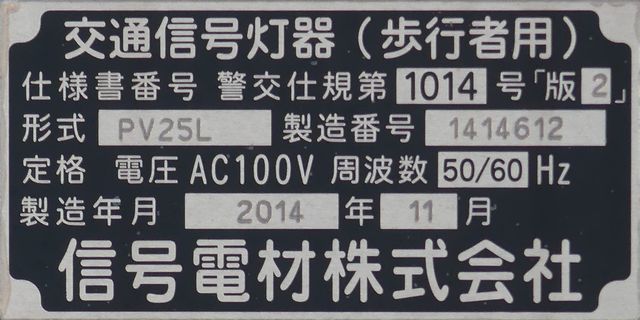 交通信号灯器(歩行者用)
仕様書番号 警交仕規第 1014 号「版 2」
形式 PV25L 製造番号 1414612
定格 電圧 AC100V 周波数 50/60 Hz
製造年月 2014 年 11 月
信号電材株式会社